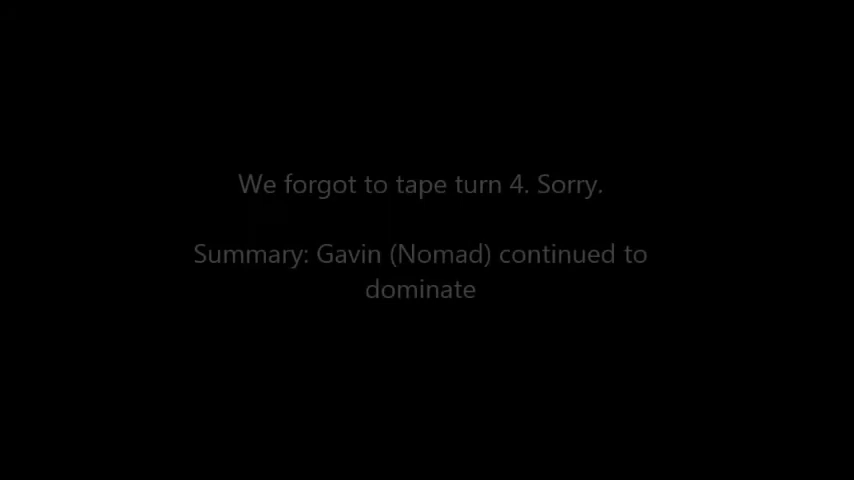 We forgot to tape turn 4. Sorry.
Summary: Gavin (Nomad) continued to
dominate